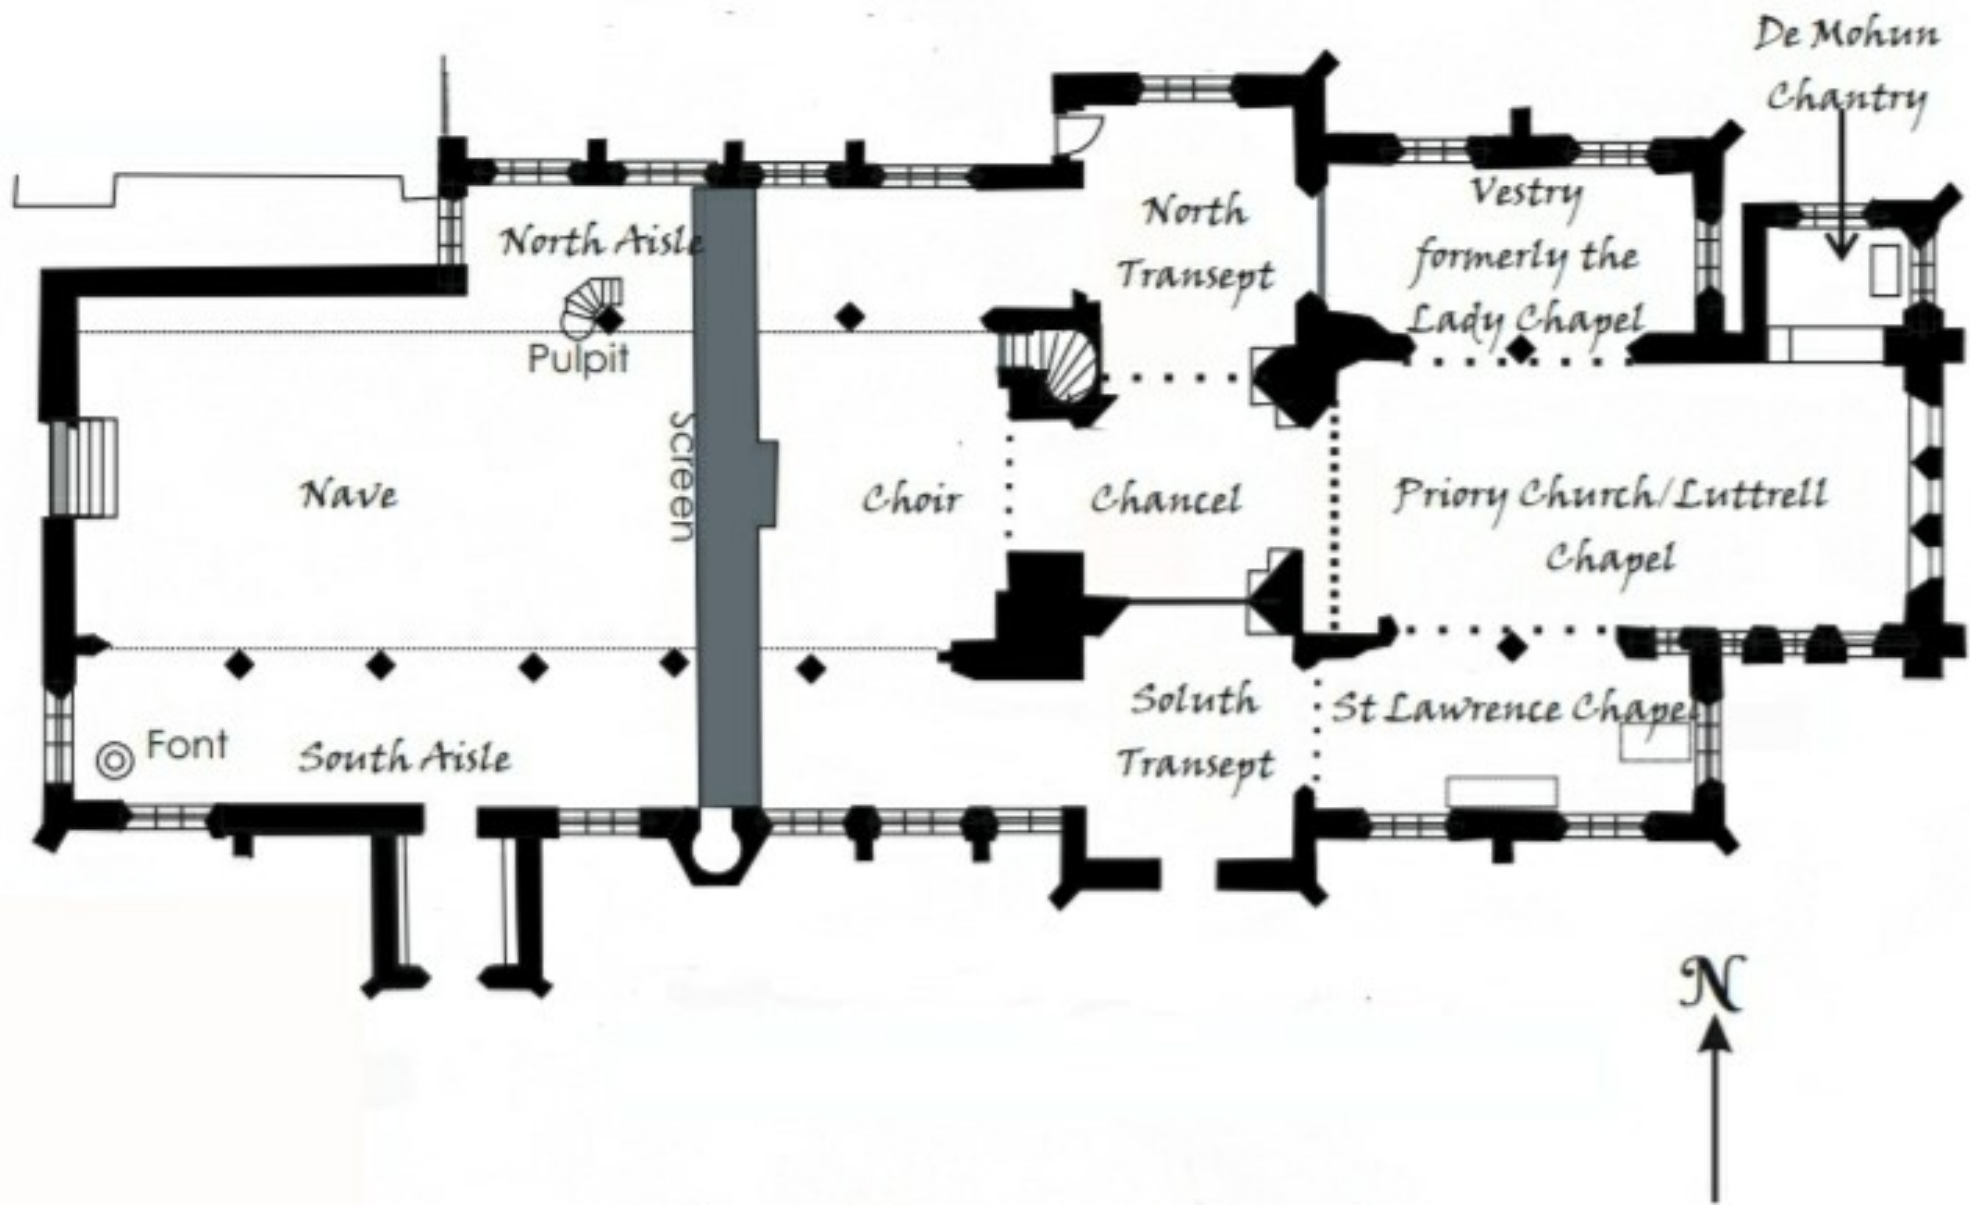 De Mohun
Chantry
North Aisle
North
Transept
Vestry
formerly the
Lady Chapel
Pulpit
Screen
Nave
Choir
Chancel
Priory Church/Luttrell
Chapel
Font
South Aisle
Soluth
Transept
St Lawrence Chapel
N